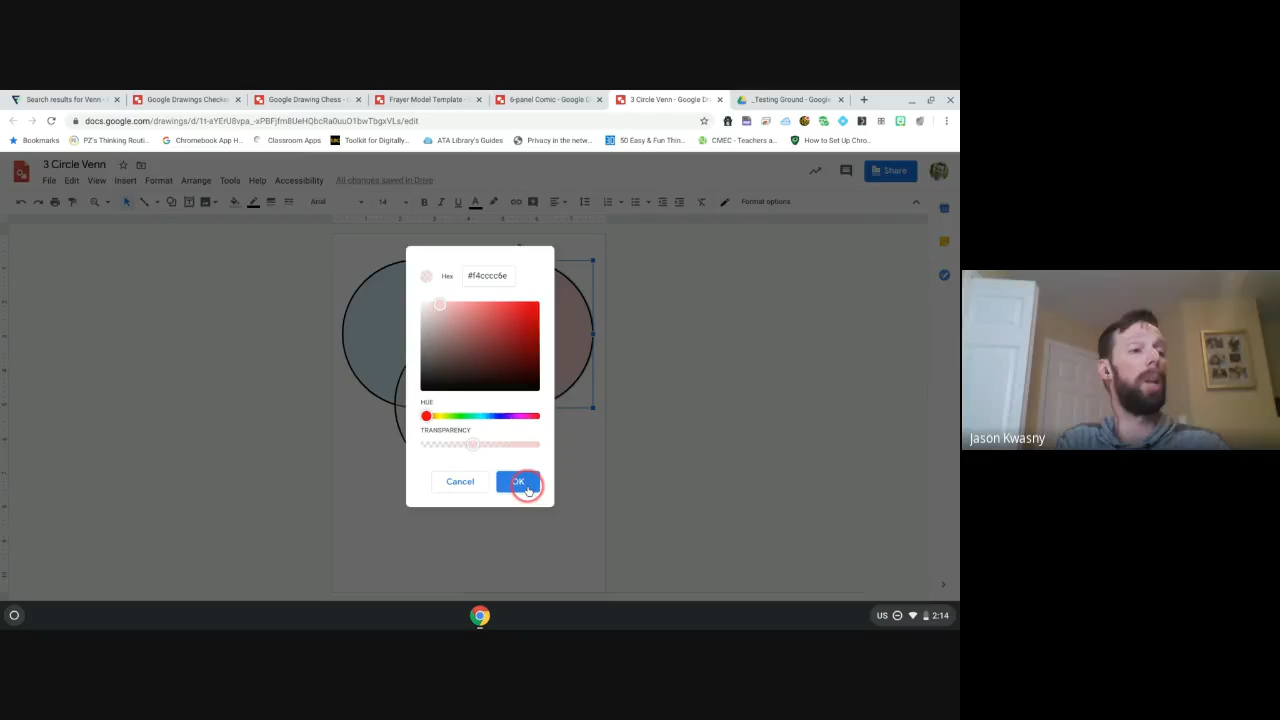 Search results for Venn -
Google Drawings Checke
Google Drawing Chess -
Frayer Model Template -
6-panel Comic - Google D
3 Circle Venn - Google Dra
_Testing Ground - Google
docs.google.com/drawings/d/1t-aYErU8vpa_-xPBFjfm8UeHQbcRa0uuO1bwTbgxVLs/edit
Bookmarks
PZ's Thinking Routi...
Chromebook App H...
Classroom Apps
Toolkit for Digitally...
ATA Library's Guides
Privacy in the netw...
50 Easy & Fun Thin...
CMEC - Teachers a...
How to Set Up Chro...
3 Circle Venn
File Edit View Insert Format Arrange Tools Help Accessibility All changes saved in Drive
Share
Arial 14 B I U A Format options
Hex #f4cccc6e
HUE
TRANSPARENCY
Cancel OK
Jason Kwasny
US 2:14